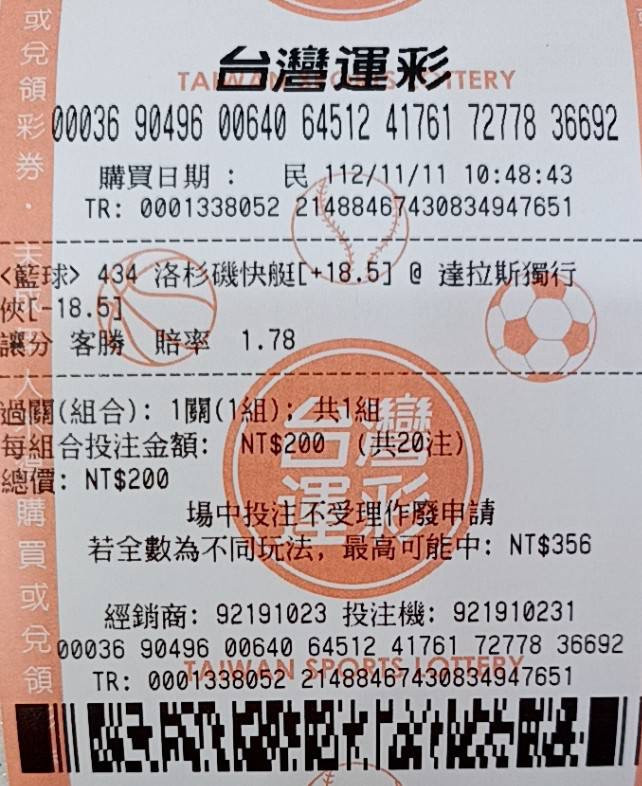 台灣運彩
TAIWAN SPORTS LOTTERY
00036 90496 00640 64512 41761 72778 36692
購買日期： 民 112/11/11 10:48:43
TR: 0001338052 21488467430834947651
<籃球> 434 洛杉磯快艇[+18.5] @ 達拉斯獨行
俠[-18.5]
讓分 客勝 賠率 1.78
過關(組合): 1關(1組); 共1組
每組合投注金額: NT$200 (共20注)
總價: NT$200
台灣
運彩
場中投注不受理作廢申請
若全數為不同玩法, 最高可能中: NT$356
經銷商: 92191023 投注機: 921910231
00036 90496 00640 64512 41761 72778 36692
TAIWAN SPORTS LOTTERY
TR: 0001338052 21488467430834947651
或兌領彩券．
購買或兌領